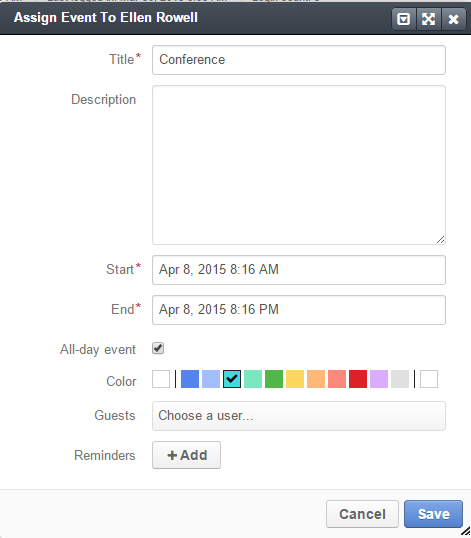 Assign Event To Ellen Rowell
Title*
Conference
Description
Start*
Apr 8, 2015 8:16 AM
End*
Apr 8, 2015 8:16 PM
All-day event
Color
Guests
Choose a user...
Reminders
+Add
Cancel
Save